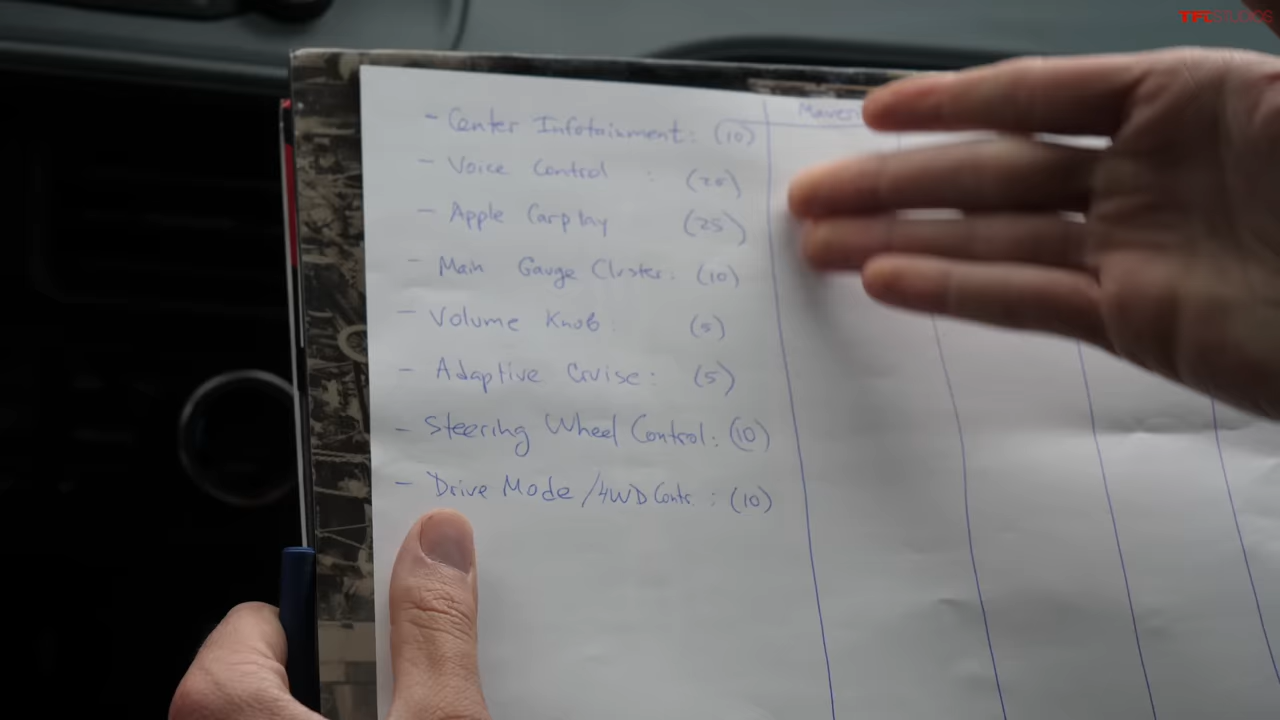 TFLSTUDIOS
- Center Infotainment: (10)
- Voice Control : (20)
- Apple Carplay (25)
- Main Gauge Cluster: (10)
- Volume Knob (5)
- Adaptive Cruise: (5)
- Steering Wheel Control: (10)
- Drive Mode/4WD Contr. : (10)